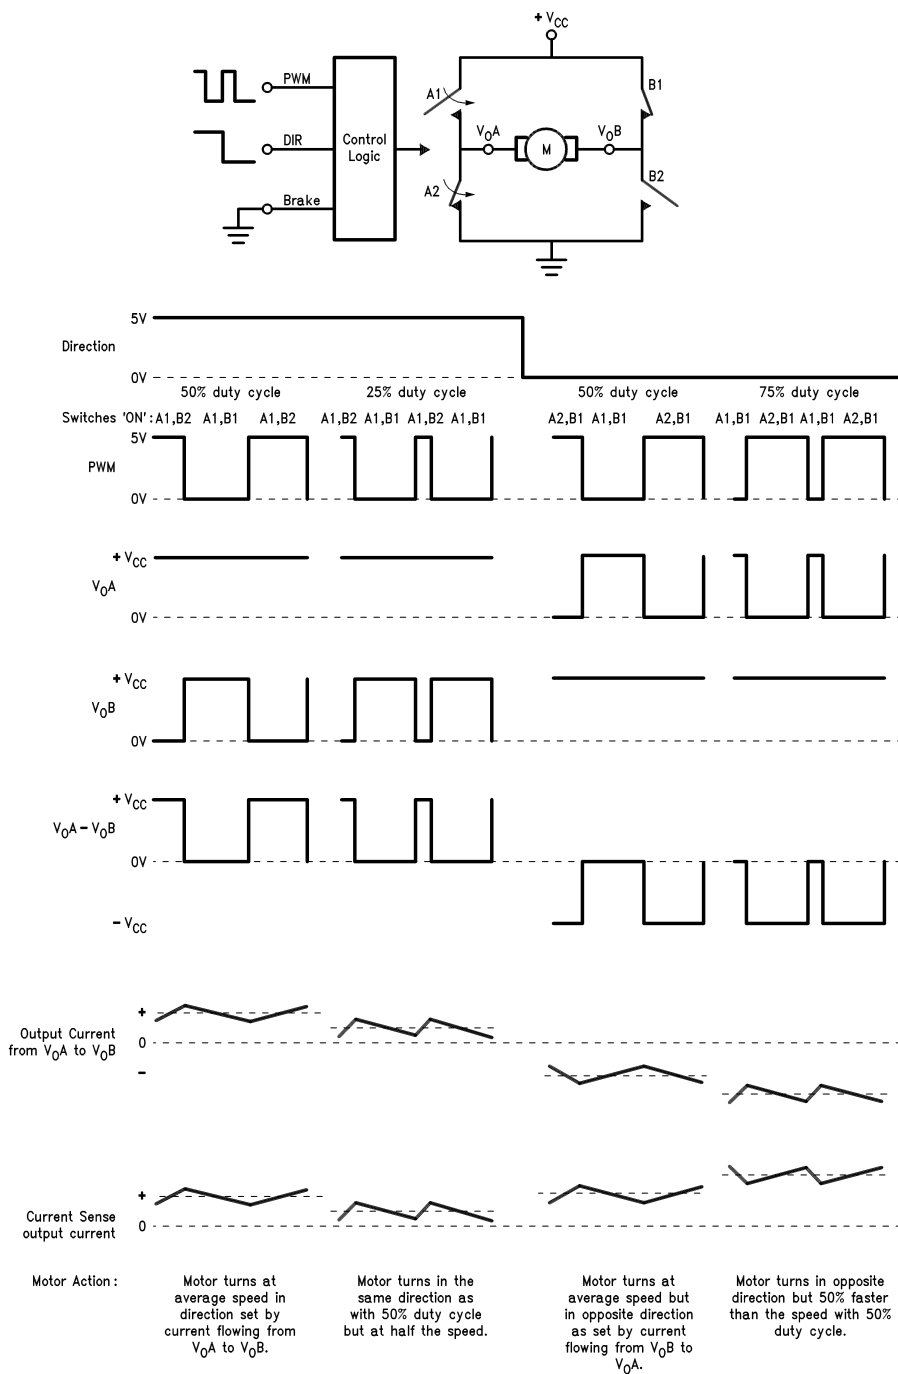 + VCC
PWM
DIR
Brake
Control
Logic
A1
B1
VOA
M
VOB
A2
B2
5V
Direction
0V
50% duty cycle
25% duty cycle
50% duty cycle
75% duty cycle
Switches 'ON': A1,B2 A1,B1 A1,B2 A1,B2 A1,B1 A1,B2 A1,B1 A2,B1 A1,B1 A2,B1 A1,B1 A2,B1 A1,B1 A2,B1
5V
PWM
0V
+ VCC
VOA
0V
+ VCC
VOB
0V
+ VCC
VOA – VOB
0V
– VCC
+
Output Current
from VOA to VOB
0
–
+
Current Sense
output current
0
Motor Action:
Motor turns at
average speed in
direction set by
current flowing from
VOA to VOB.
Motor turns in the
same direction as
with 50% duty cycle
but at half the speed.
Motor turns at
average speed but
in opposite direction
as set by current
flowing from VOB to
VOA.
Motor turns in opposite
direction but 50% faster
than the speed with 50%
duty cycle.